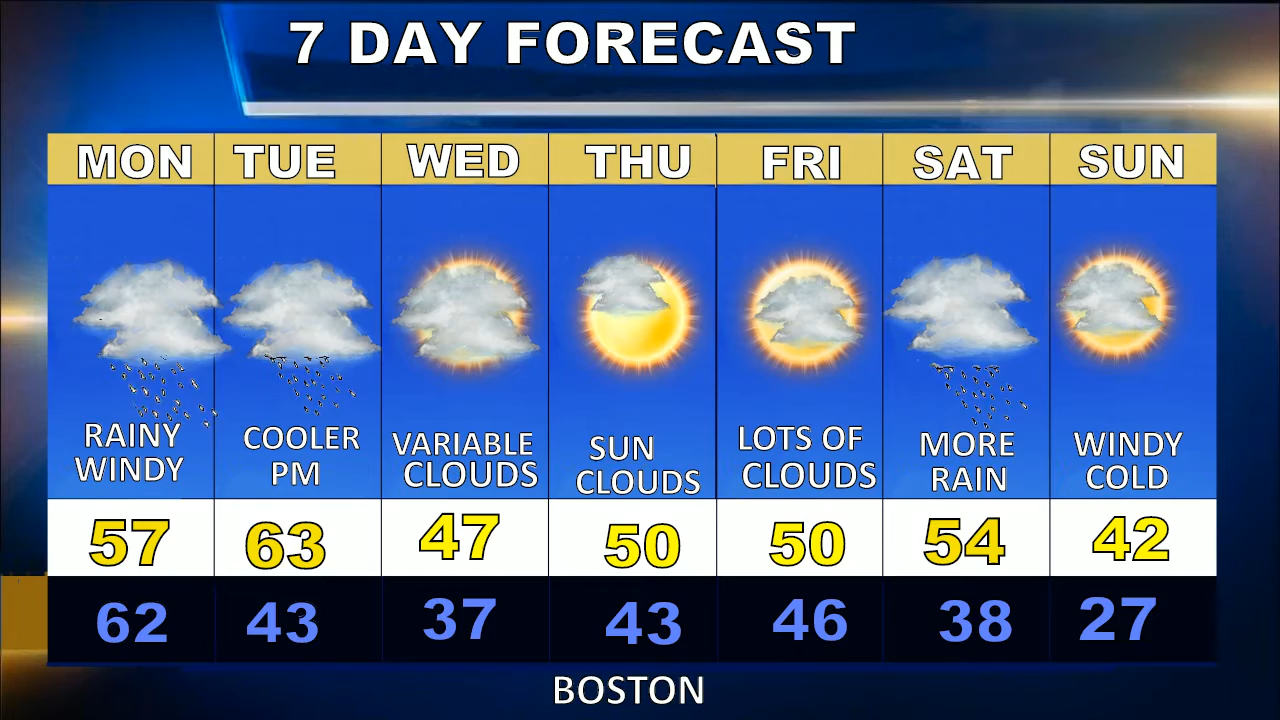 7 DAY FORECAST
MON TUE WED THU FRI SAT SUN
RAINY WINDY
COOLER PM
VARIABLE CLOUDS
SUN CLOUDS
LOTS OF CLOUDS
MORE RAIN
WINDY COLD
57 63 47 50 50 54 42
62 43 37 43 46 38 27
BOSTON